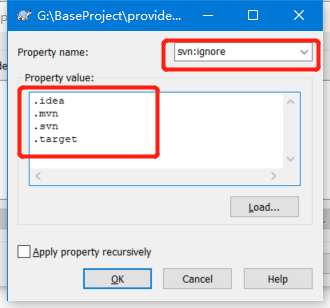 G:\BaseProject\provide...
Property name:
svn:ignore
Property value:
.idea
.mvn
.svn
.target
Load...
Apply property recursively
OK
Cancel
Help